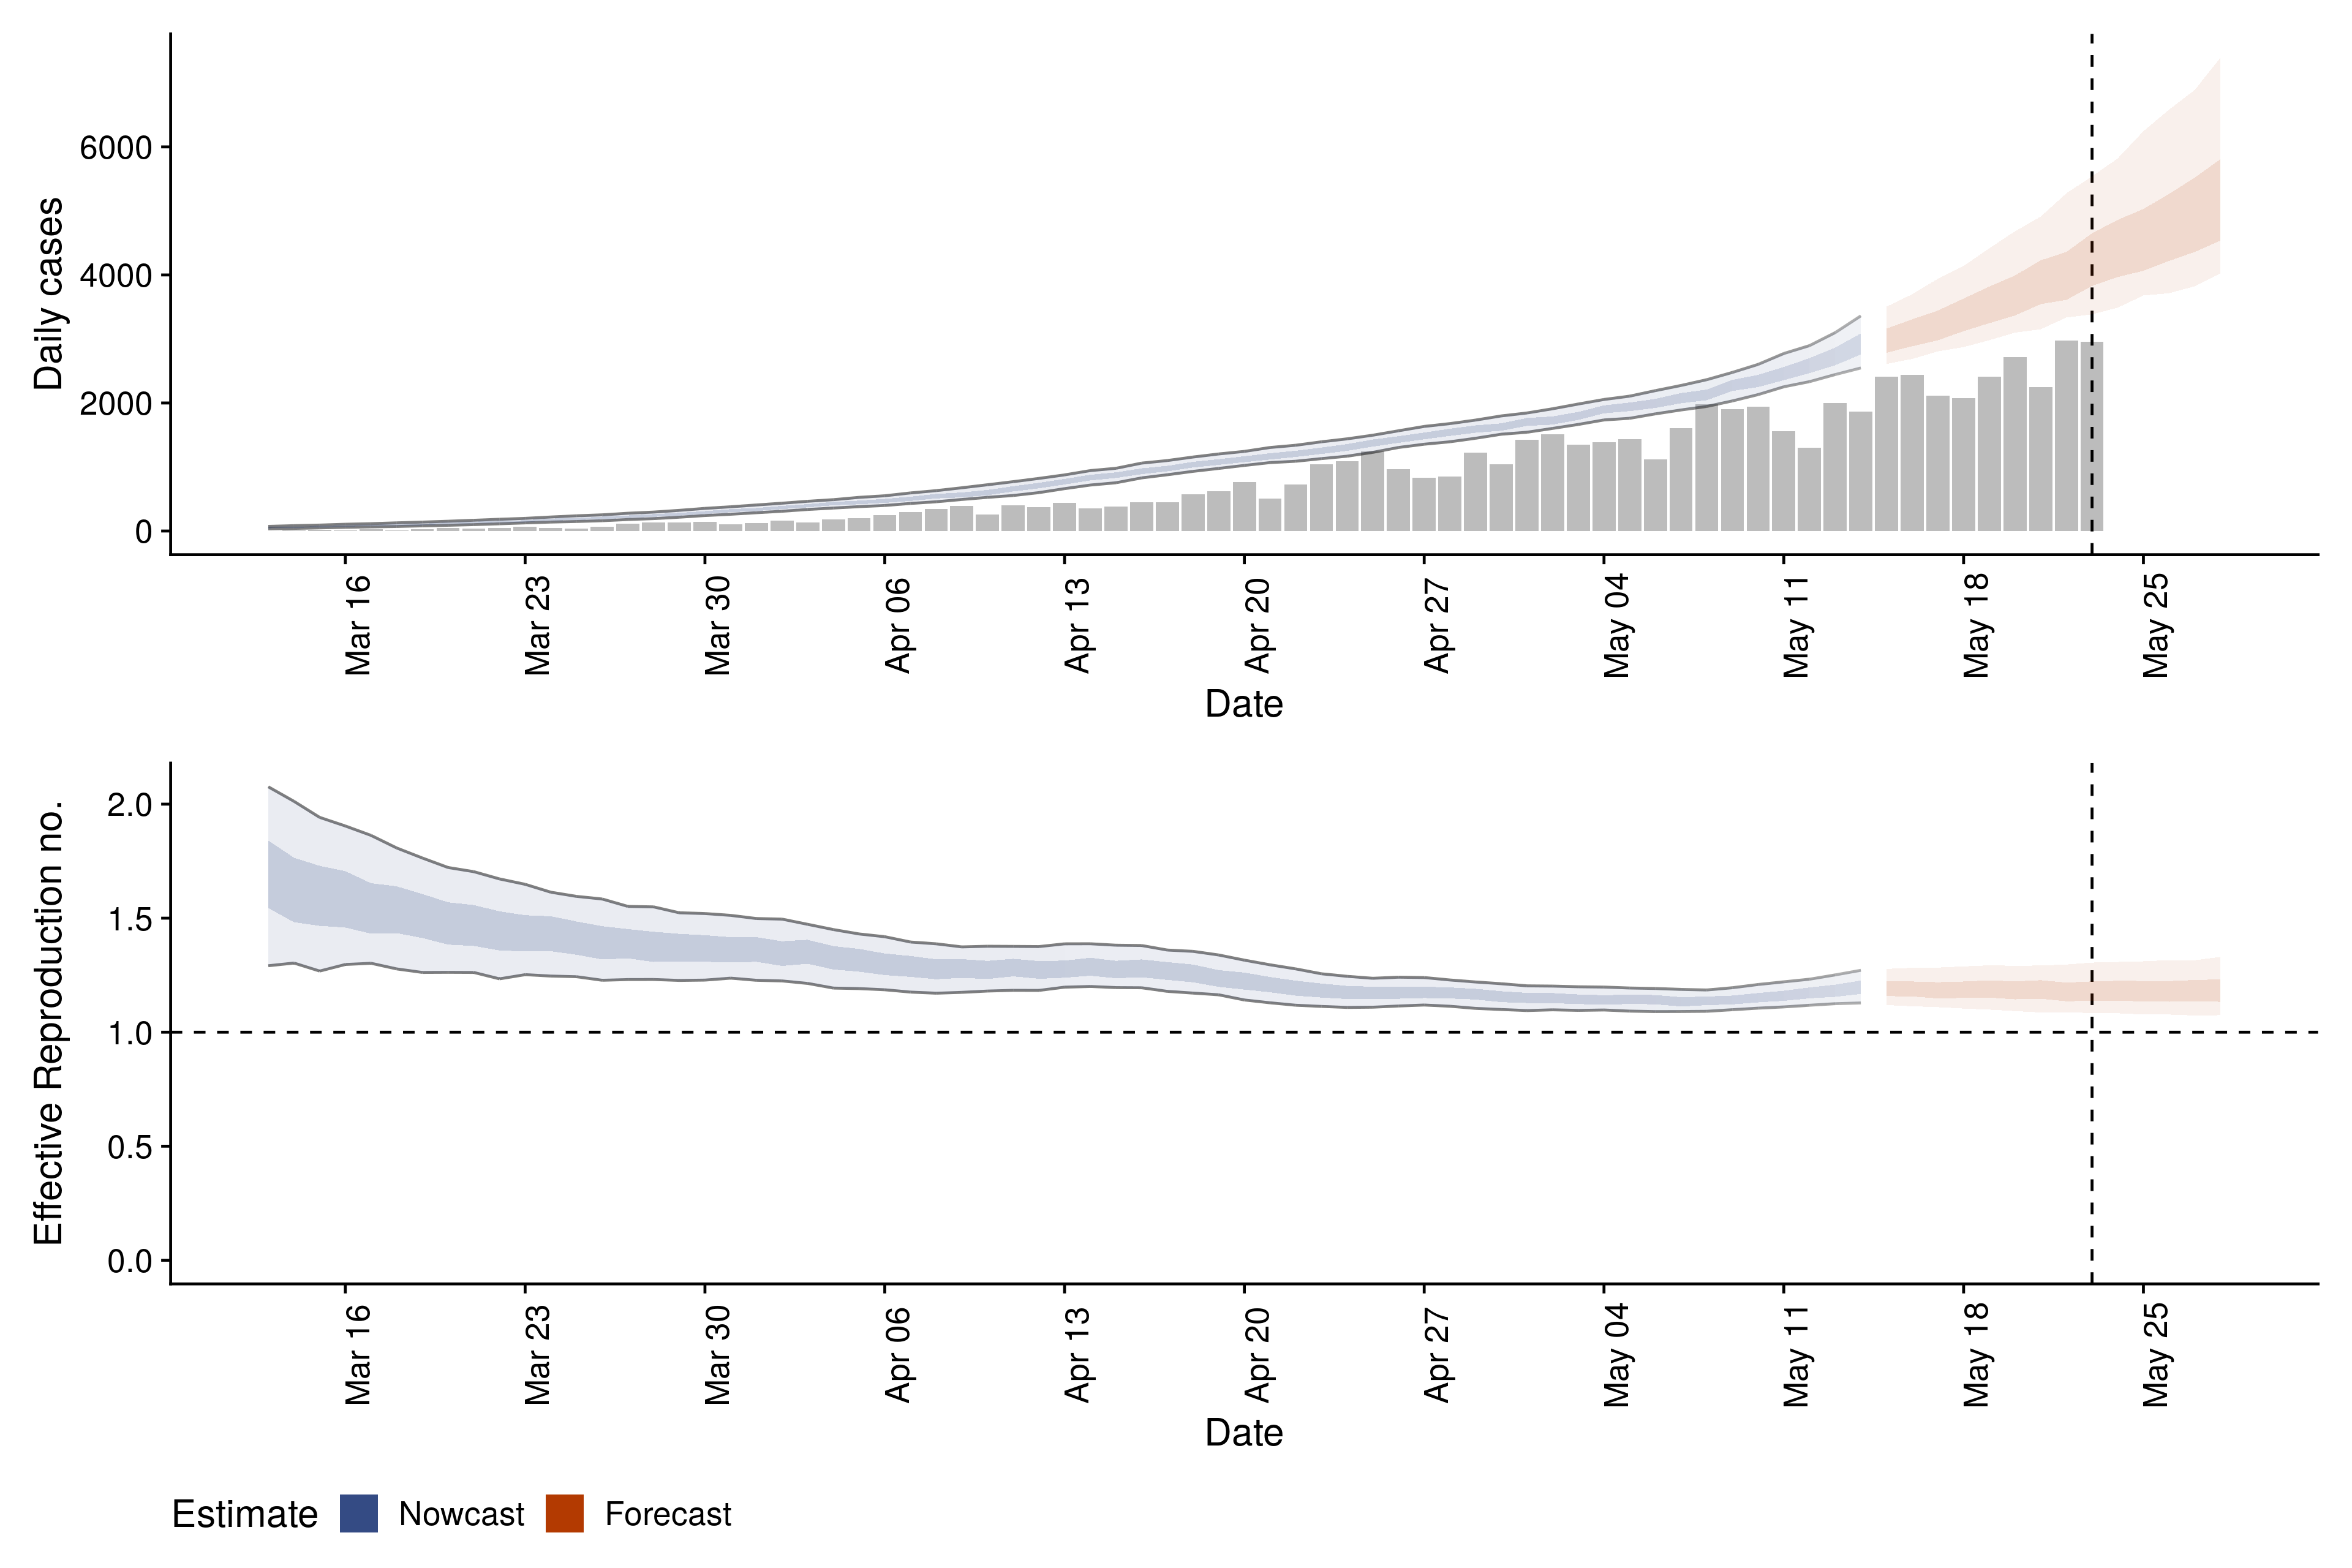 Daily cases
6000
4000
2000
0
Mar 16
Mar 23
Mar 30
Apr 06
Apr 13
Apr 20
Apr 27
May 04
May 11
May 18
May 25
Date
Effective Reproduction no.
2.0
1.5
1.0
0.5
0.0
Mar 16
Mar 23
Mar 30
Apr 06
Apr 13
Apr 20
Apr 27
May 04
May 11
May 18
May 25
Date
Estimate Nowcast Forecast